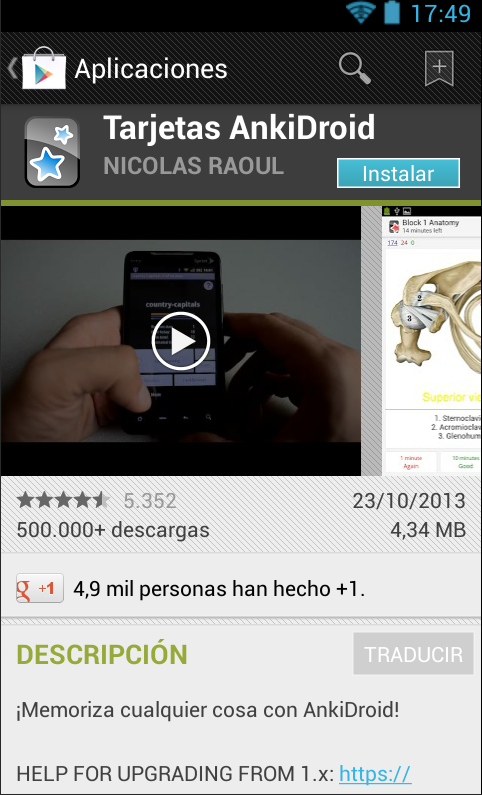 17:49
Aplicaciones
Tarjetas AnkiDroid
NICOLAS RAOUL
Instalar
country-capitals
Block 1 Anatomy
14 minutes left
174 24 0
2
3
Superior
1. Sternoclavic
2. Acromioclav
3. Glenohum
1 minute
Again
10 minutes
Good
5.352
23/10/2013
500.000+ descargas
4,34 MB
g +1
4,9 mil personas han hecho +1.
DESCRIPCIÓN
TRADUCIR
¡Memoriza cualquier cosa con AnkiDroid!
HELP FOR UPGRADING FROM 1.x: https://